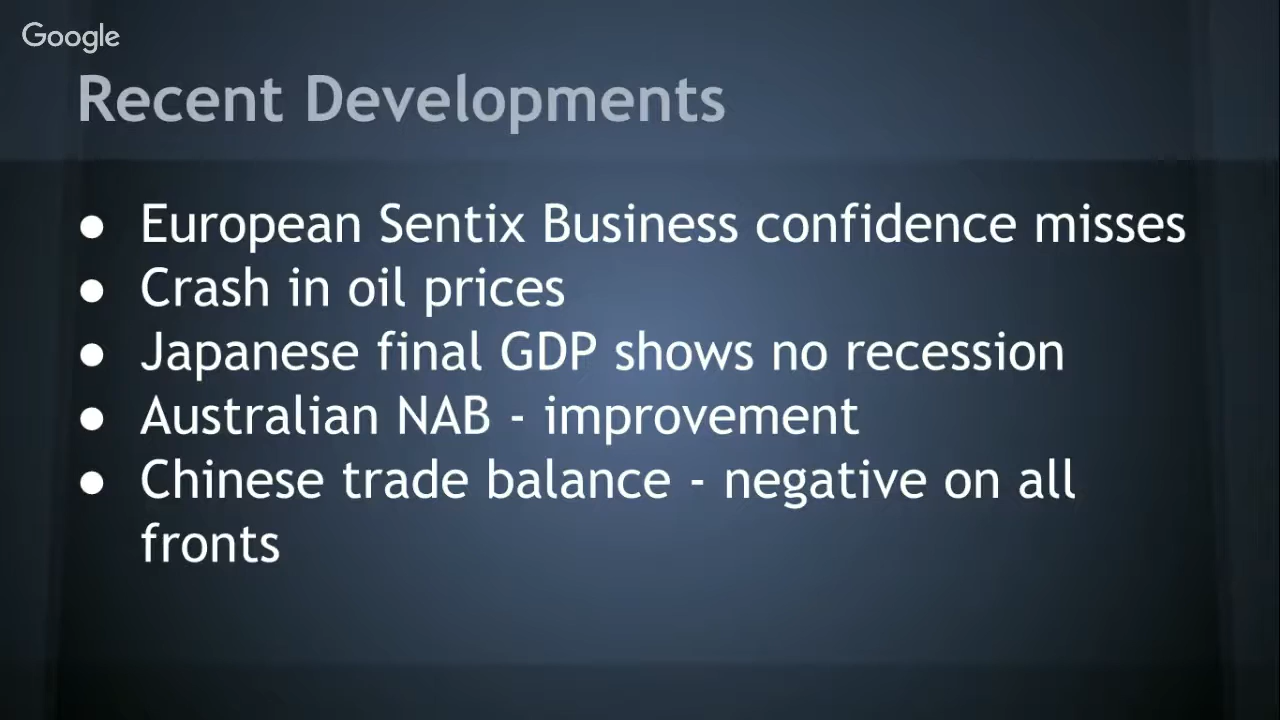 Google
Recent Developments
● European Sentix Business confidence misses
● Crash in oil prices
● Japanese final GDP shows no recession
● Australian NAB - improvement
● Chinese trade balance - negative on all
fronts